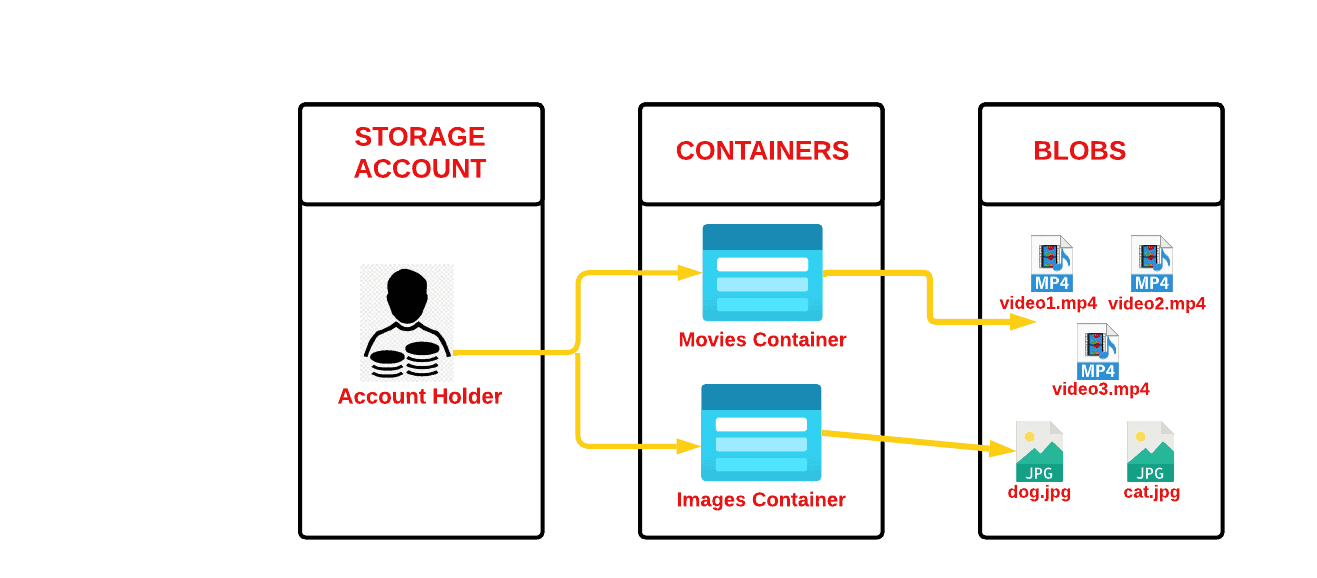 STORAGE
ACCOUNT
Account Holder
CONTAINERS
Movies Container
Images Container
BLOBS
MP4 MP4
video1.mp4 video2.mp4
MP4
video3.mp4
JPG JPG
dog.jpg cat.jpg